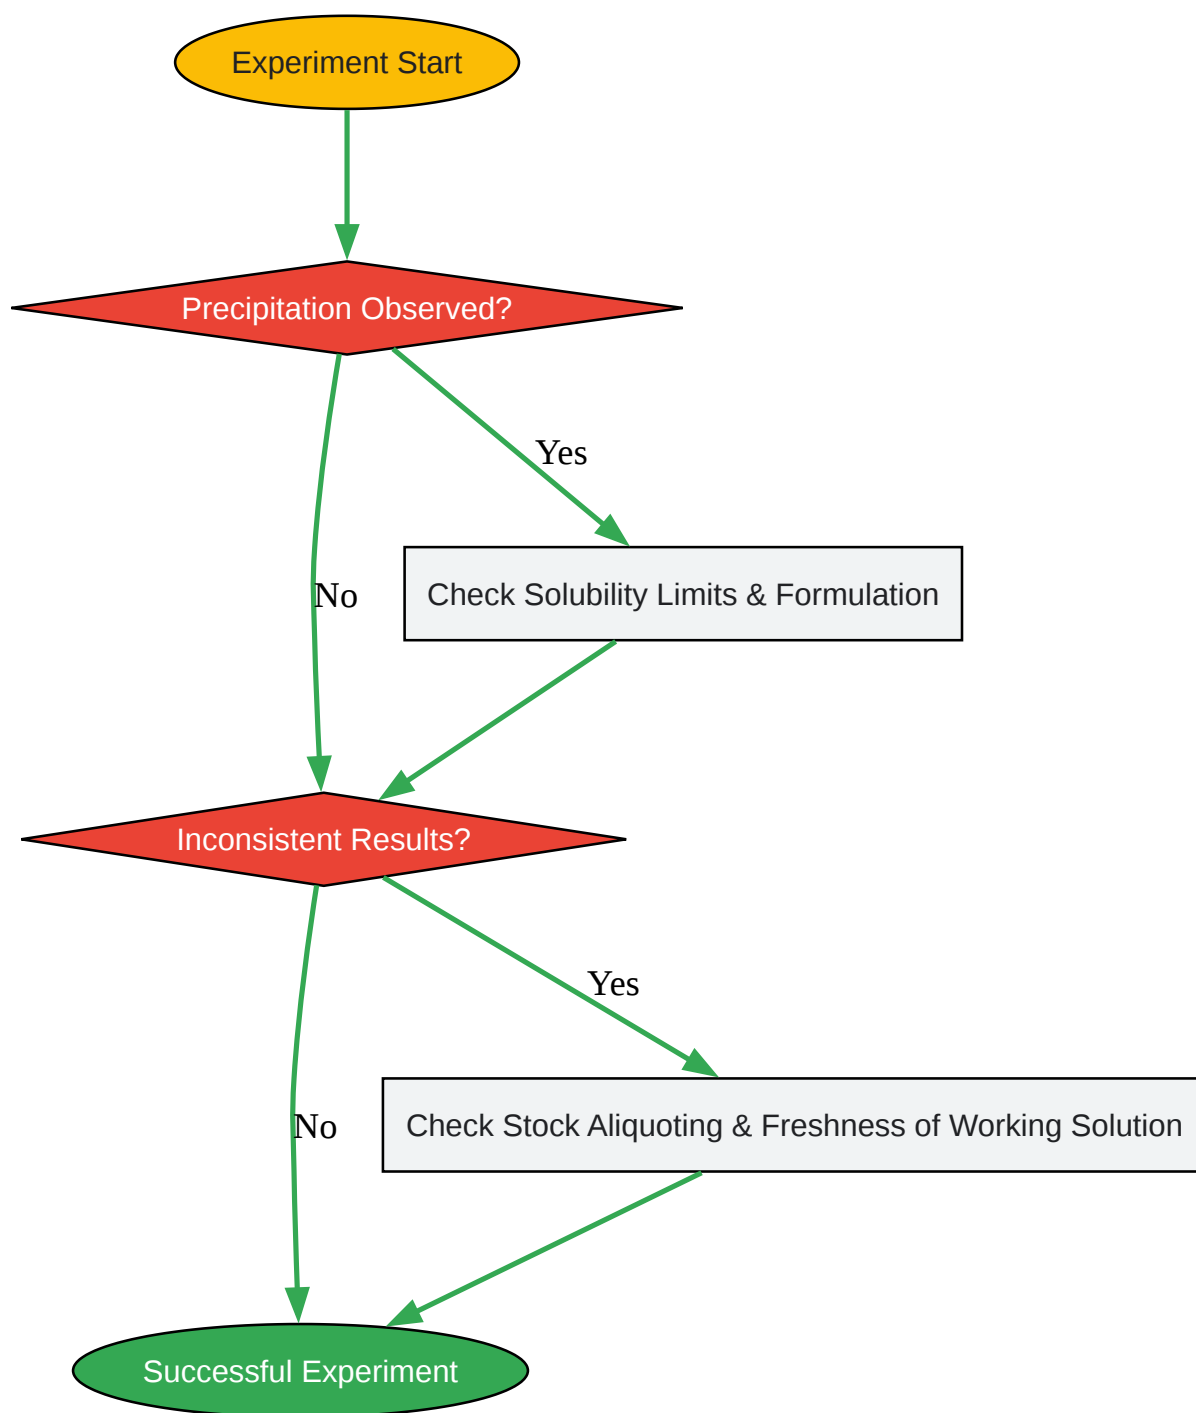 Experiment Start
Precipitation Observed?
Yes
No
Check Solubility Limits & Formulation
Inconsistent Results?
Yes
No
Check Stock Aliquoting & Freshness of Working Solution
Successful Experiment